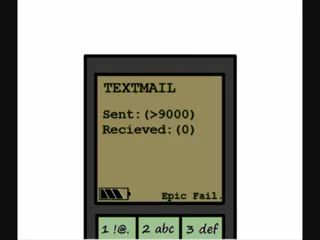 TEXTMAIL
Sent:(>9000)
Recieved:(0)
Epic Fail.
1 !@. 2 abc 3 def